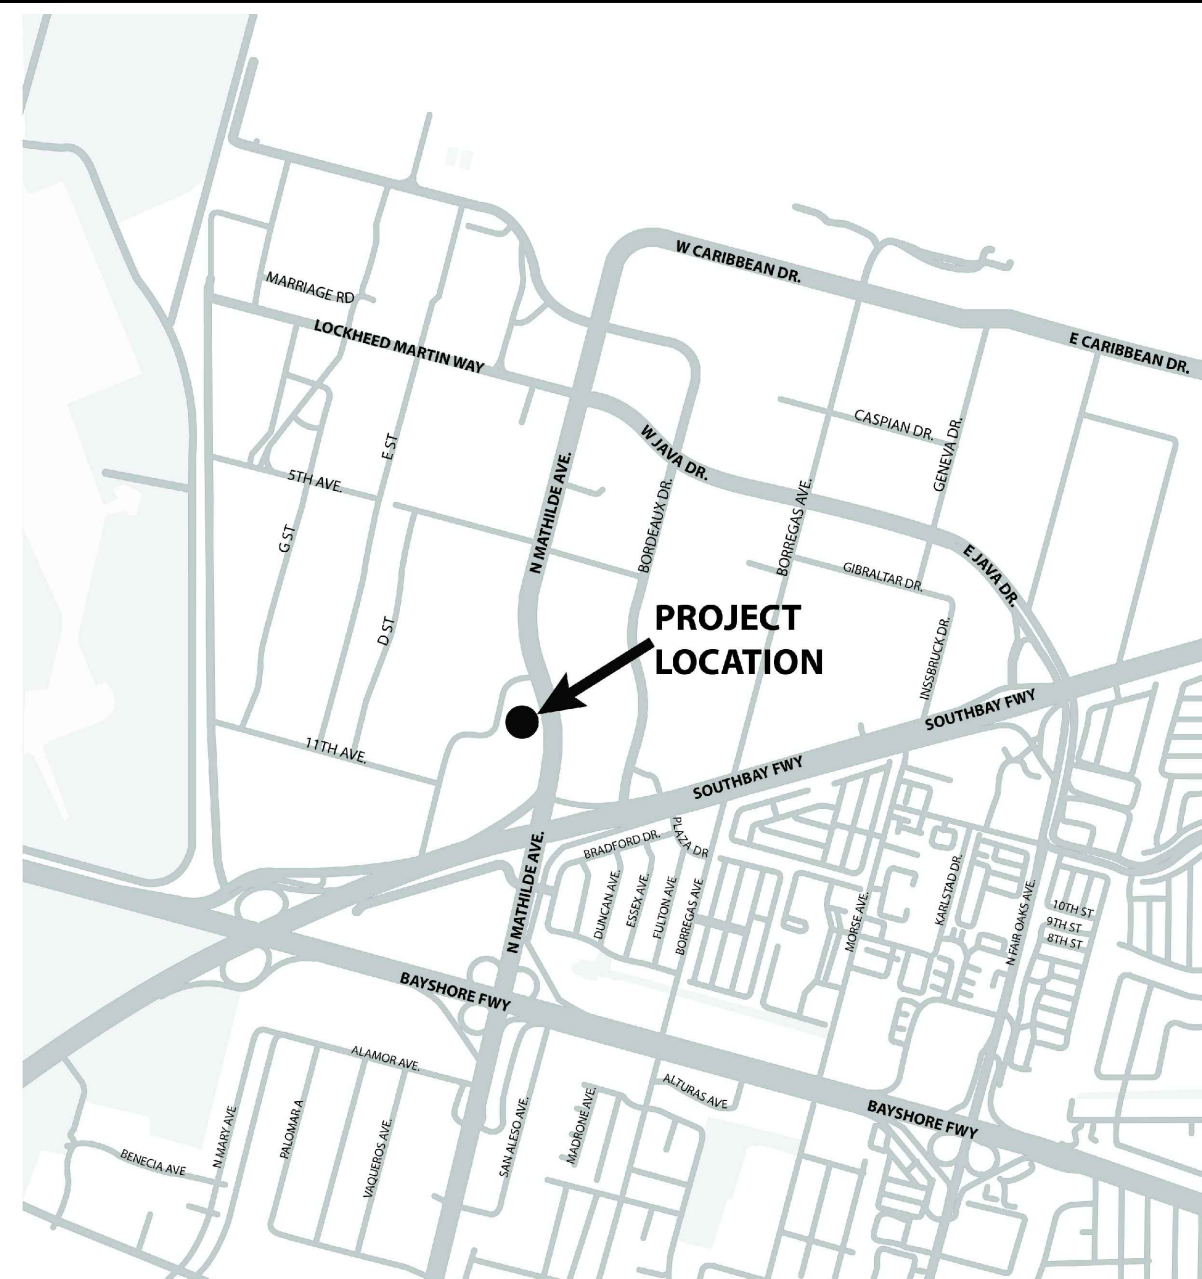 W CARIBBEAN DR.
MARRIAGE RD
LOCKHEED MARTIN WAY
E CARIBBEAN DR.
CASPIAN DR.
GENEVA DR.
W JAVA DR.
E ST
5TH AVE.
N MATHILDE AVE.
BORDEAUX DR.
BORREGAS AVE.
G ST
GIBRALTAR DR.
E JAVA DR.
D ST
PROJECT
LOCATION
INSSBRUCK DR.
SOUTHBAY FWY
11TH AVE.
SOUTHBAY FWY
PLAZA DR
BRADFORD DR.
N MATHILDE AVE.
DUNCAN AVE.
ESSEX AVE.
FULTON AVE
BORREGAS AVE
MORSE AVE.
KARLSTAD DR.
N FAIR OAKS AVE.
10TH ST
9TH ST
8TH ST
BAYSHORE FWY
ALAMOR AVE.
ALTURAS AVE
BAYSHORE FWY
N MARY AVE
PALOMAR A
VAQUEROS AVE.
SAN ALESO AVE.
MADRONE AVE.
BENECIA AVE